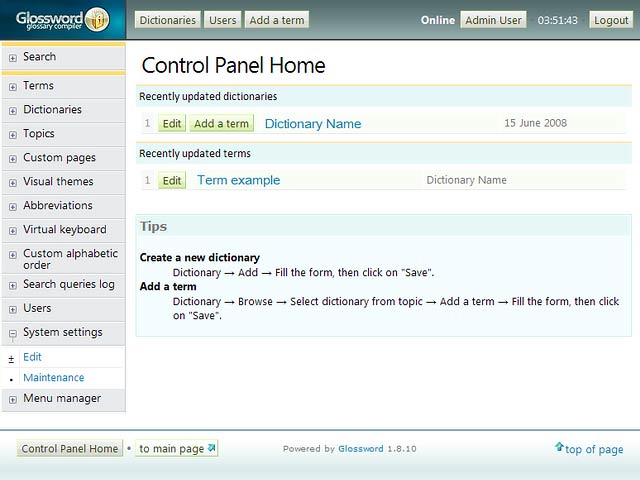 Glossword
glossary compiler
Dictionaries Users Add a term Online Admin User 03:51:43 Logout
Search
Terms
Dictionaries
Topics
Custom pages
Visual themes
Abbreviations
Virtual keyboard
Custom alphabetic
order
Search queries log
Users
System settings
Edit
Maintenance
Menu manager
Control Panel Home
Recently updated dictionaries
1 Edit Add a term Dictionary Name 15 June 2008
Recently updated terms
1 Edit Term example Dictionary Name
Tips
Create a new dictionary
Dictionary → Add → Fill the form, then click on "Save".
Add a term
Dictionary → Browse → Select dictionary from topic → Add a term → Fill the form, then click
on "Save".
Control Panel Home • to main page Powered by Glossword 1.8.10 top of page